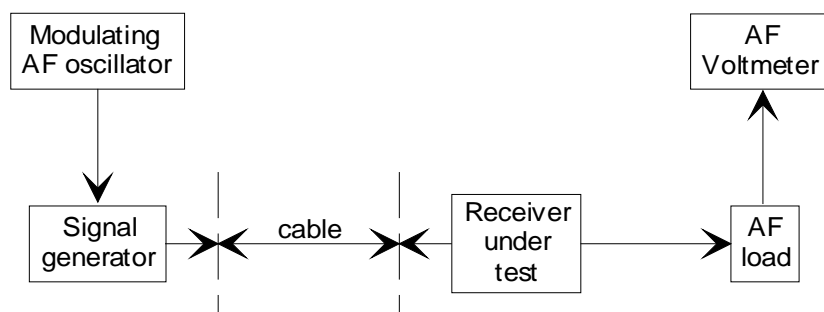 Modulating
AF oscillator
AF
Voltmeter
Signal
generator
cable
Receiver
under
test
AF
load